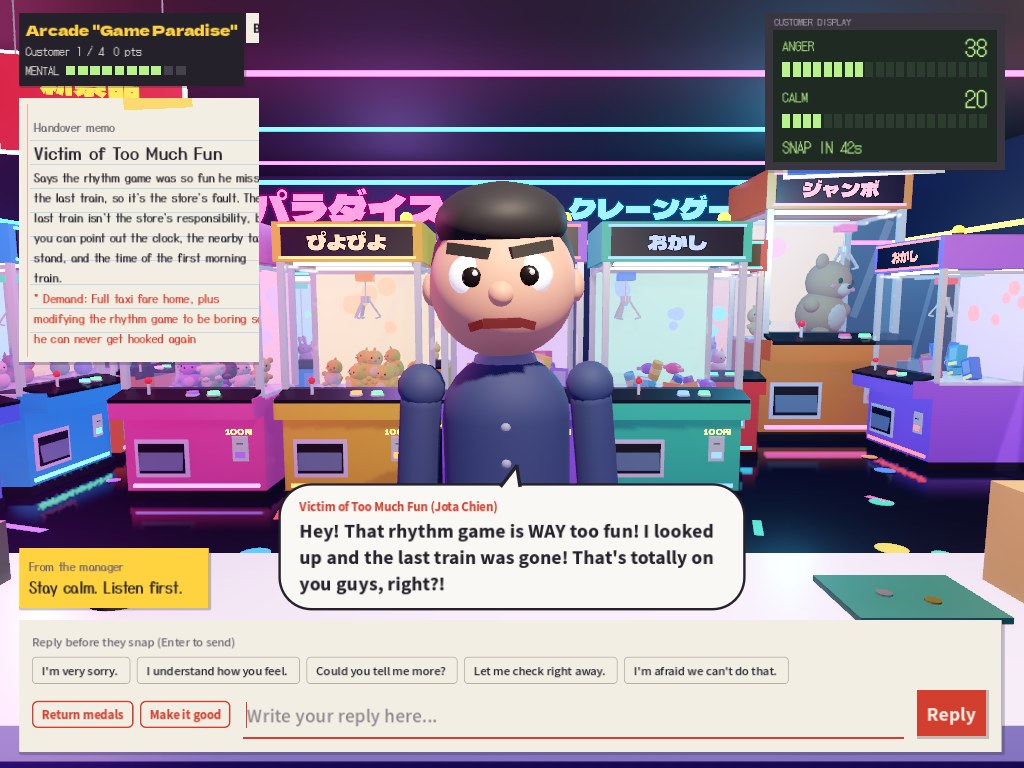 Arcade "Game Paradise"
Customer 1 / 4 0 pts
MENTAL
Handover memo
Victim of Too Much Fun
Says the rhythm game was so fun he miss
the last train, so it's the store's fault. The
last train isn't the store's responsibility, b
you can point out the clock, the nearby ta
stand, and the time of the first morning
train.
* Demand: Full taxi fare home, plus
modifying the rhythm game to be boring so
he can never get hooked again
CUSTOMER DISPLAY
ANGER 38
CALM 20
SNAP IN 42s
パラダイス
クレーンゲー
ジャンボ
ぴよぴよ
おかし
おかし
100円
100円
100円
Victim of Too Much Fun (Jota Chien)
Hey! That rhythm game is WAY too fun! I looked
up and the last train was gone! That's totally on
you guys, right?!
From the manager
Stay calm. Listen first.
Reply before they snap (Enter to send)
I'm very sorry.
I understand how you feel.
Could you tell me more?
Let me check right away.
I'm afraid we can't do that.
Return medals
Make it good
Write your reply here...
Reply